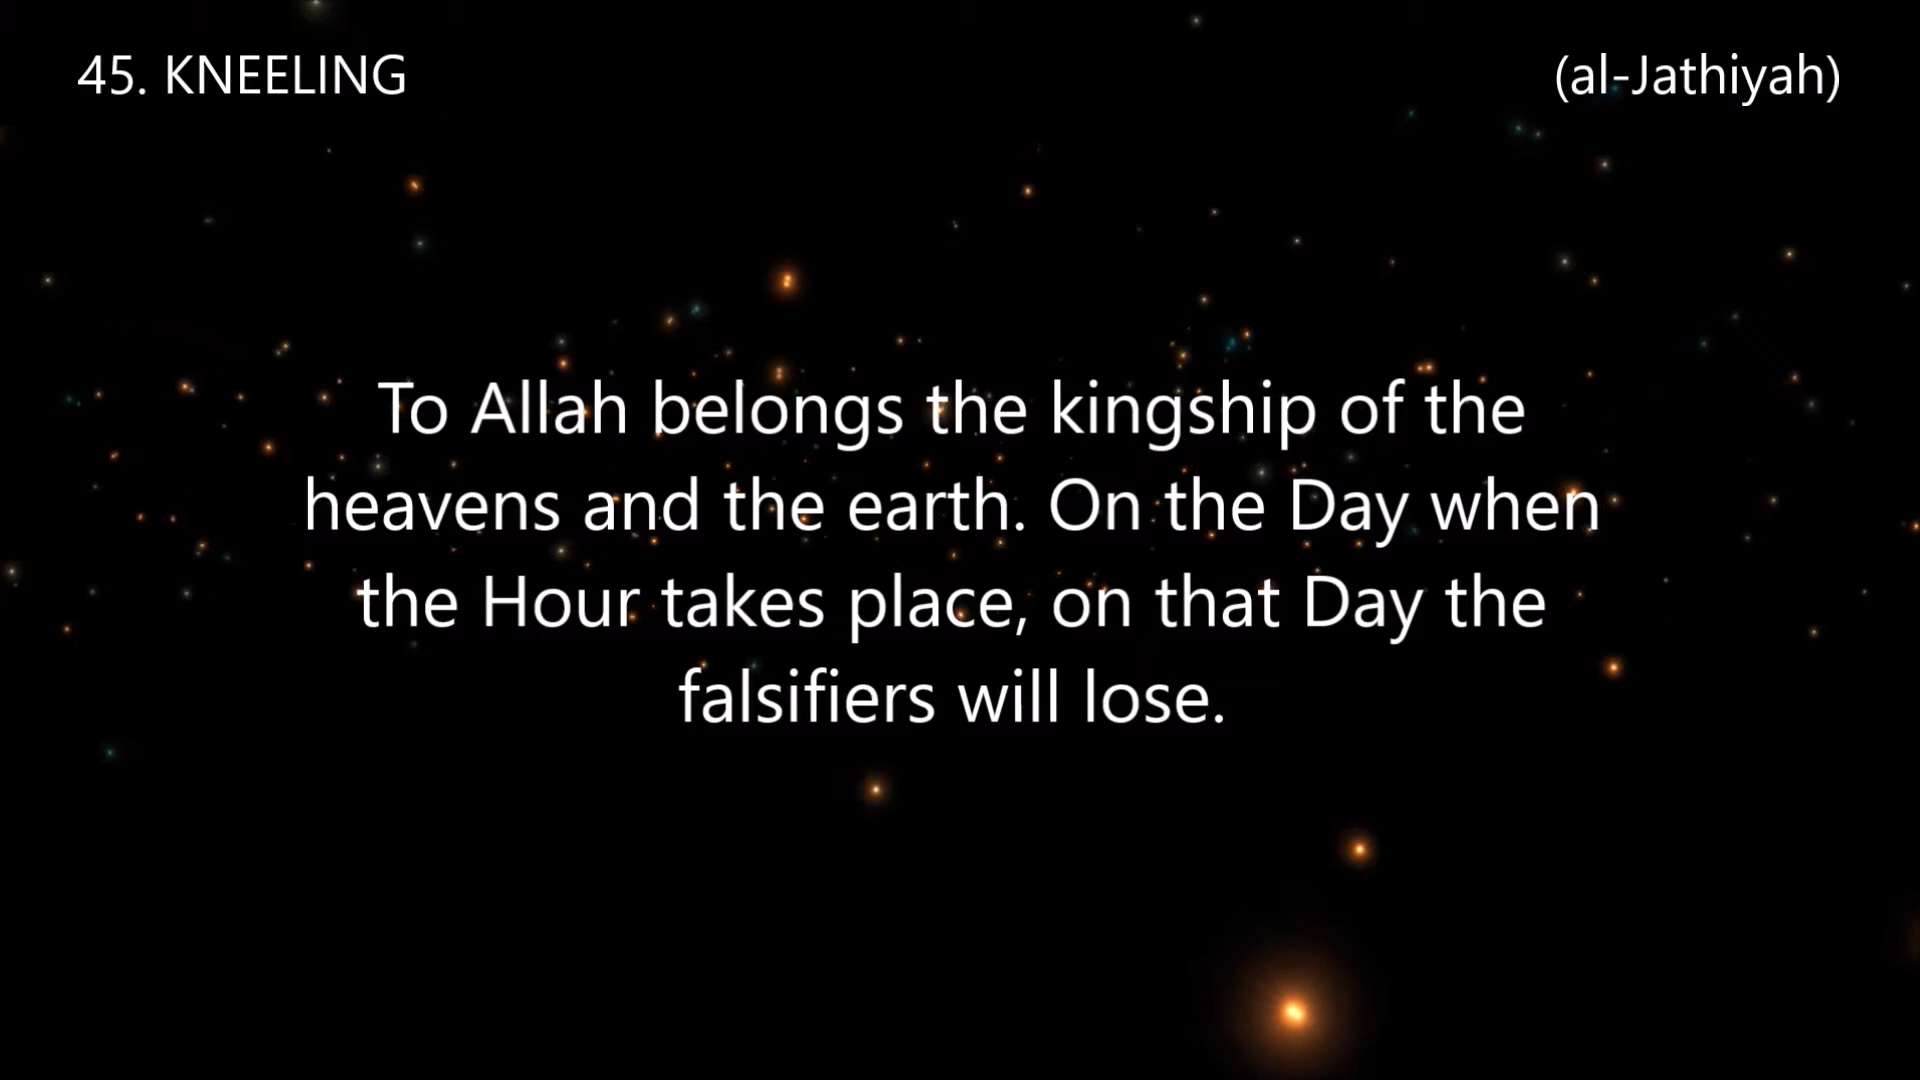 45. KNEELING
(al-Jathiyah)
To Allah belongs the kingship of the
heavens and the earth. On the Day when
the Hour takes place, on that Day the
falsifiers will lose.